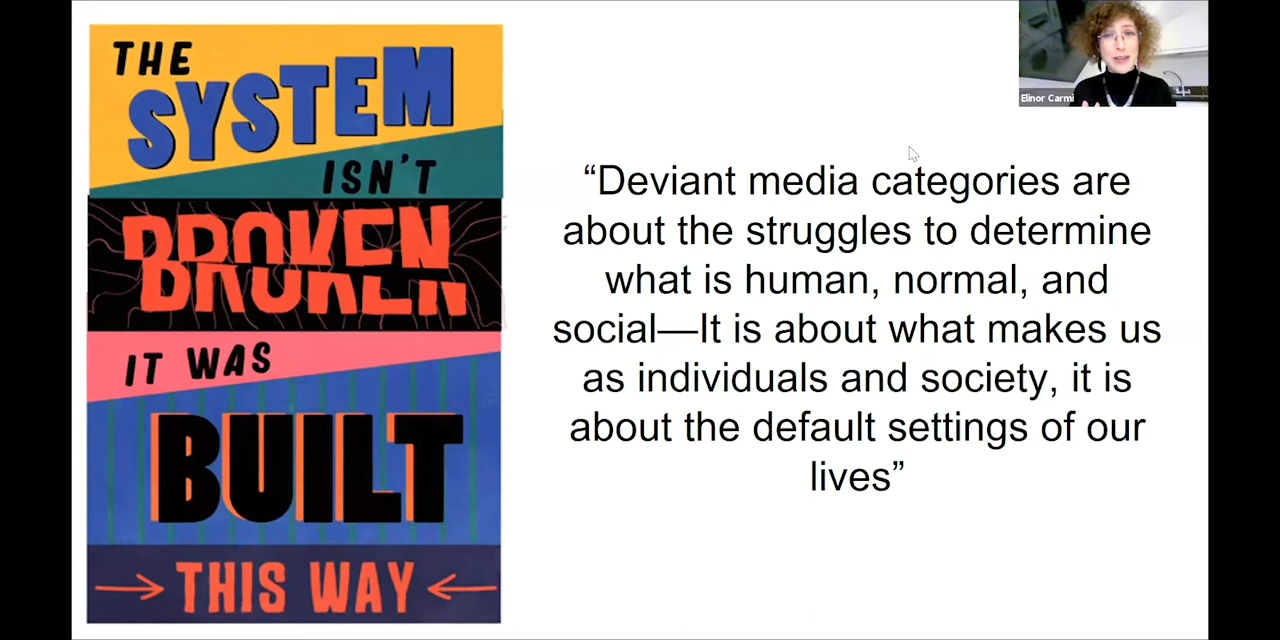 THE
SYSTEM
ISN'T
BROKEN
IT WAS
BUILT
THIS WAY
“Deviant media categories are
about the struggles to determine
what is human, normal, and
social—It is about what makes us
as individuals and society, it is
about the default settings of our
lives”
Elinor Carmi